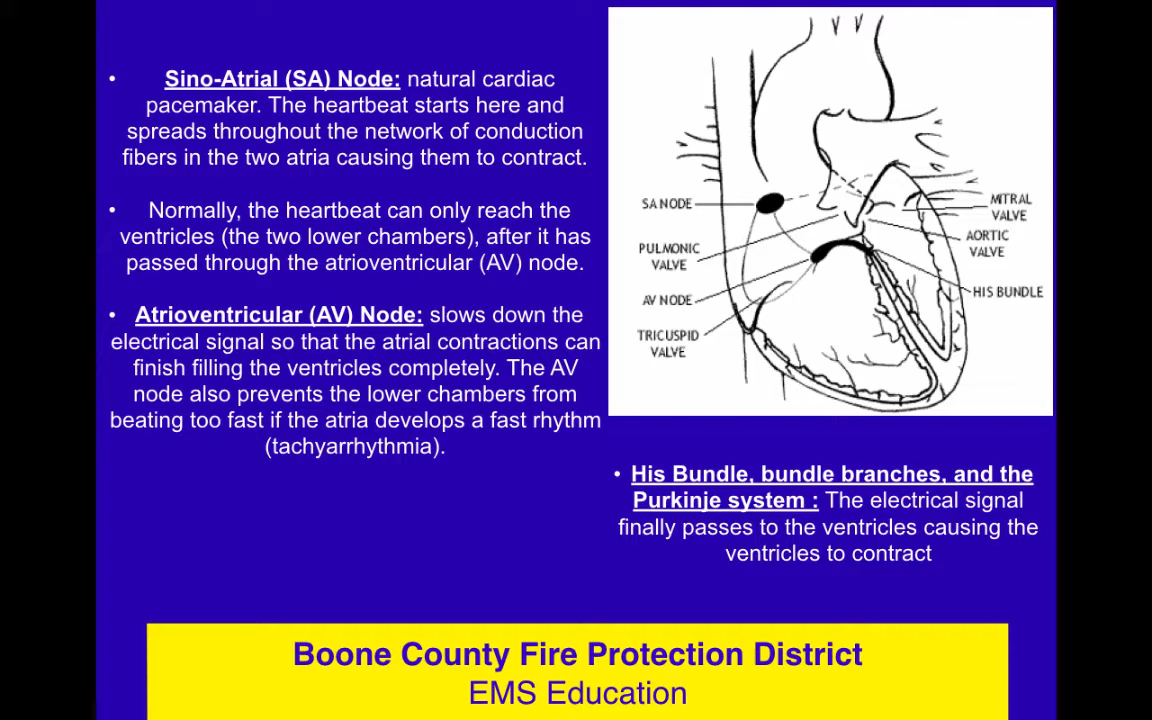 • Sino-Atrial (SA) Node: natural cardiac
pacemaker. The heartbeat starts here and
spreads throughout the network of conduction
fibers in the two atria causing them to contract.
• Normally, the heartbeat can only reach the
ventricles (the two lower chambers), after it has
passed through the atrioventricular (AV) node.
• Atrioventricular (AV) Node: slows down the
electrical signal so that the atrial contractions can
finish filling the ventricles completely. The AV
node also prevents the lower chambers from
beating too fast if the atria develops a fast rhythm
(tachyarrhythmia).
SA NODE
PULMONIC
VALVE
AV NODE
TRICUSPID
VALVE
MITRAL
VALVE
AORTIC
VALVE
HIS BUNDLE
• His Bundle, bundle branches, and the
Purkinje system : The electrical signal
finally passes to the ventricles causing the
ventricles to contract
Boone County Fire Protection District
EMS Education